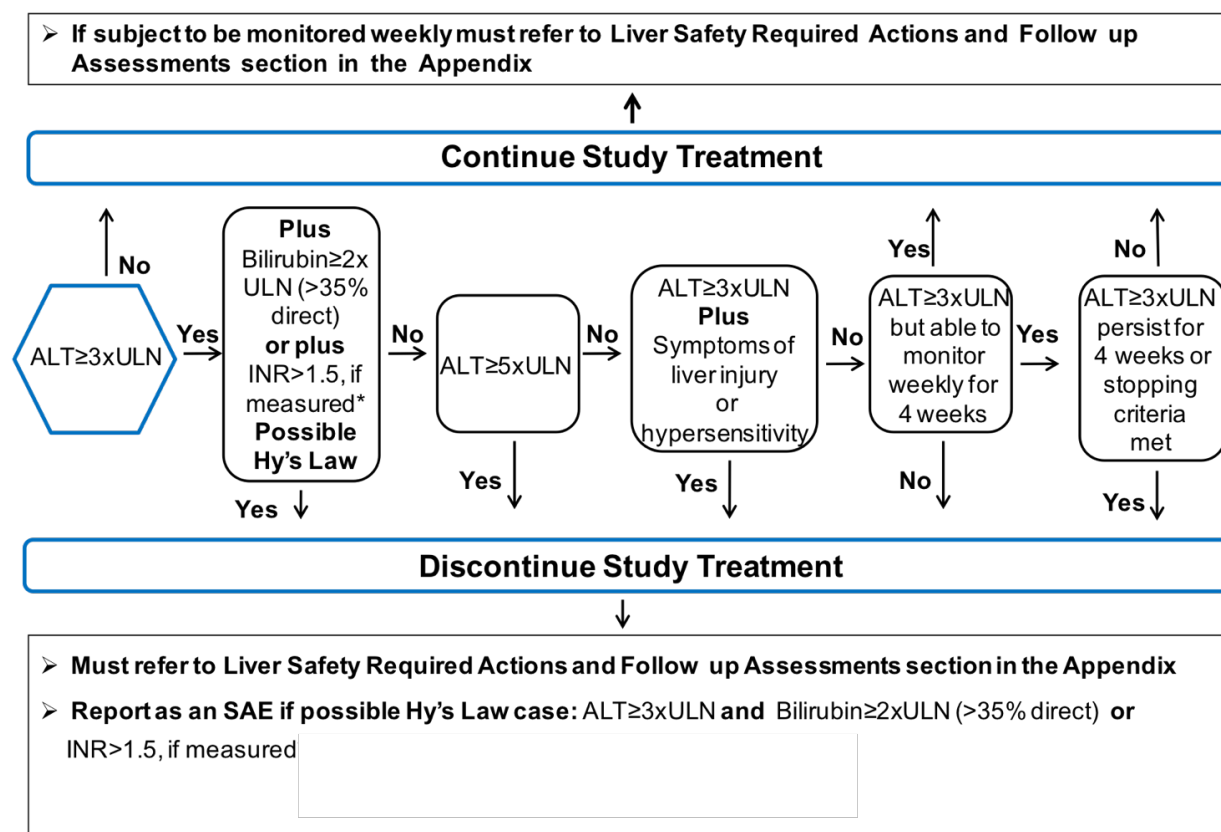 ➢ If subject to be monitored weekly must refer to Liver Safety Required Actions and Follow up
Assessments section in the Appendix
Continue Study Treatment
No
ALT≥3xULN
Yes
Plus
Bilirubin≥2x
ULN (>35%
direct)
or plus
INR>1.5, if
measured*
Possible
Hy's Law
Yes
No
ALT≥5xULN
Yes
No
ALT≥3xULN
Plus
Symptoms of
liver injury
or
hypersensitivity
Yes
No
Yes
ALT≥3xULN
but able to
monitor
weekly for
4 weeks
No
Yes
No
ALT≥3xULN
persist for
4 weeks or
stopping
criteria
met
Yes
Discontinue Study Treatment
➢ Must refer to Liver Safety Required Actions and Follow up Assessments section in the Appendix
➢ Report as an SAE if possible Hy's Law case: ALT≥3xULN and Bilirubin≥2xULN (>35% direct) or
INR>1.5, if measured